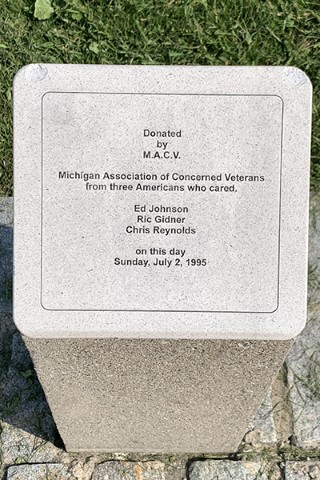 Donated
by
M.A.C.V.
Michigan Association of Concerned Veterans
from three Americans who cared.
Ed Johnson
Ric Gidner
Chris Reynolds
on this day
Sunday, July 2, 1995